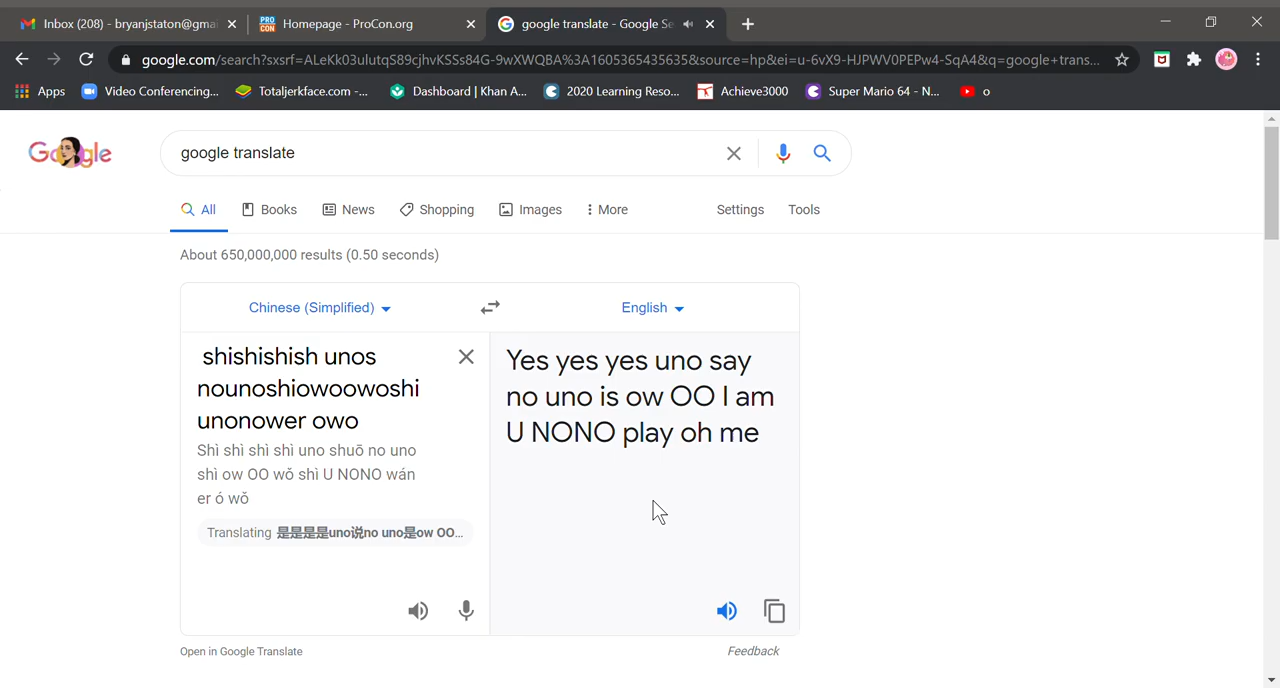 Inbox (208) - bryanjstaton@gmai
Homepage - ProCon.org
google translate - Google Se
google.com/search?sxsrf=ALeKk03ulutqS89cjhvKSSs84G-9wXWQBA%3A1605365435635&source=hp&ei=u-6vX9-HJPWV0PEPw4-SqA4&q=google+trans...
Apps
Video Conferencing...
Totaljerkface.com -...
Dashboard | Khan A...
2020 Learning Reso...
Achieve3000
Super Mario 64 - N...
o
google translate
All
Books
News
Shopping
Images
More
Settings
Tools
About 650,000,000 results (0.50 seconds)
Chinese (Simplified)
English
shishishish unos
nounoshiowoowoshi
unonower owo
Shì shì shì shì uno shuō no uno
shì ow OO wǒ shì U NONO wán
er ó wǒ
Translating 是是是是uno说no uno是ow OO...
Yes yes yes uno say
no uno is ow OO I am
U NONO play oh me
Open in Google Translate
Feedback